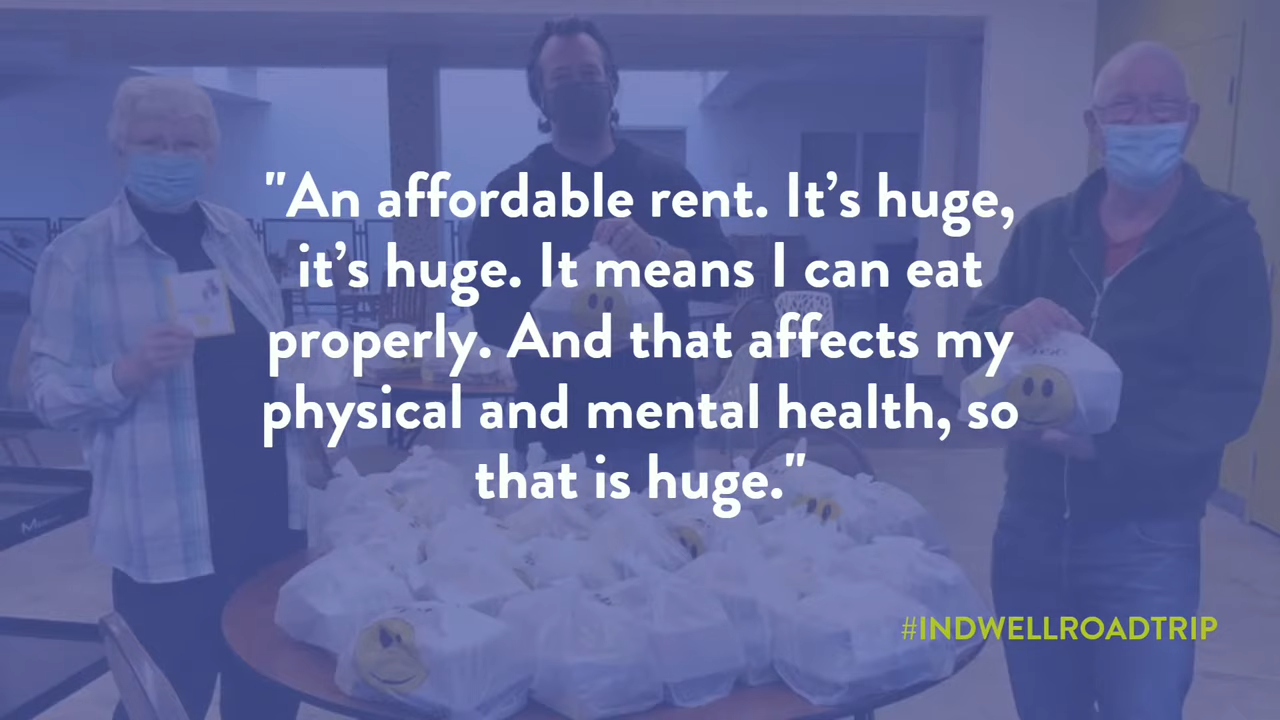 "An affordable rent. It’s huge,
it’s huge. It means I can eat
properly. And that affects my
physical and mental health, so
that is huge."
#INDWELLROADTRIP